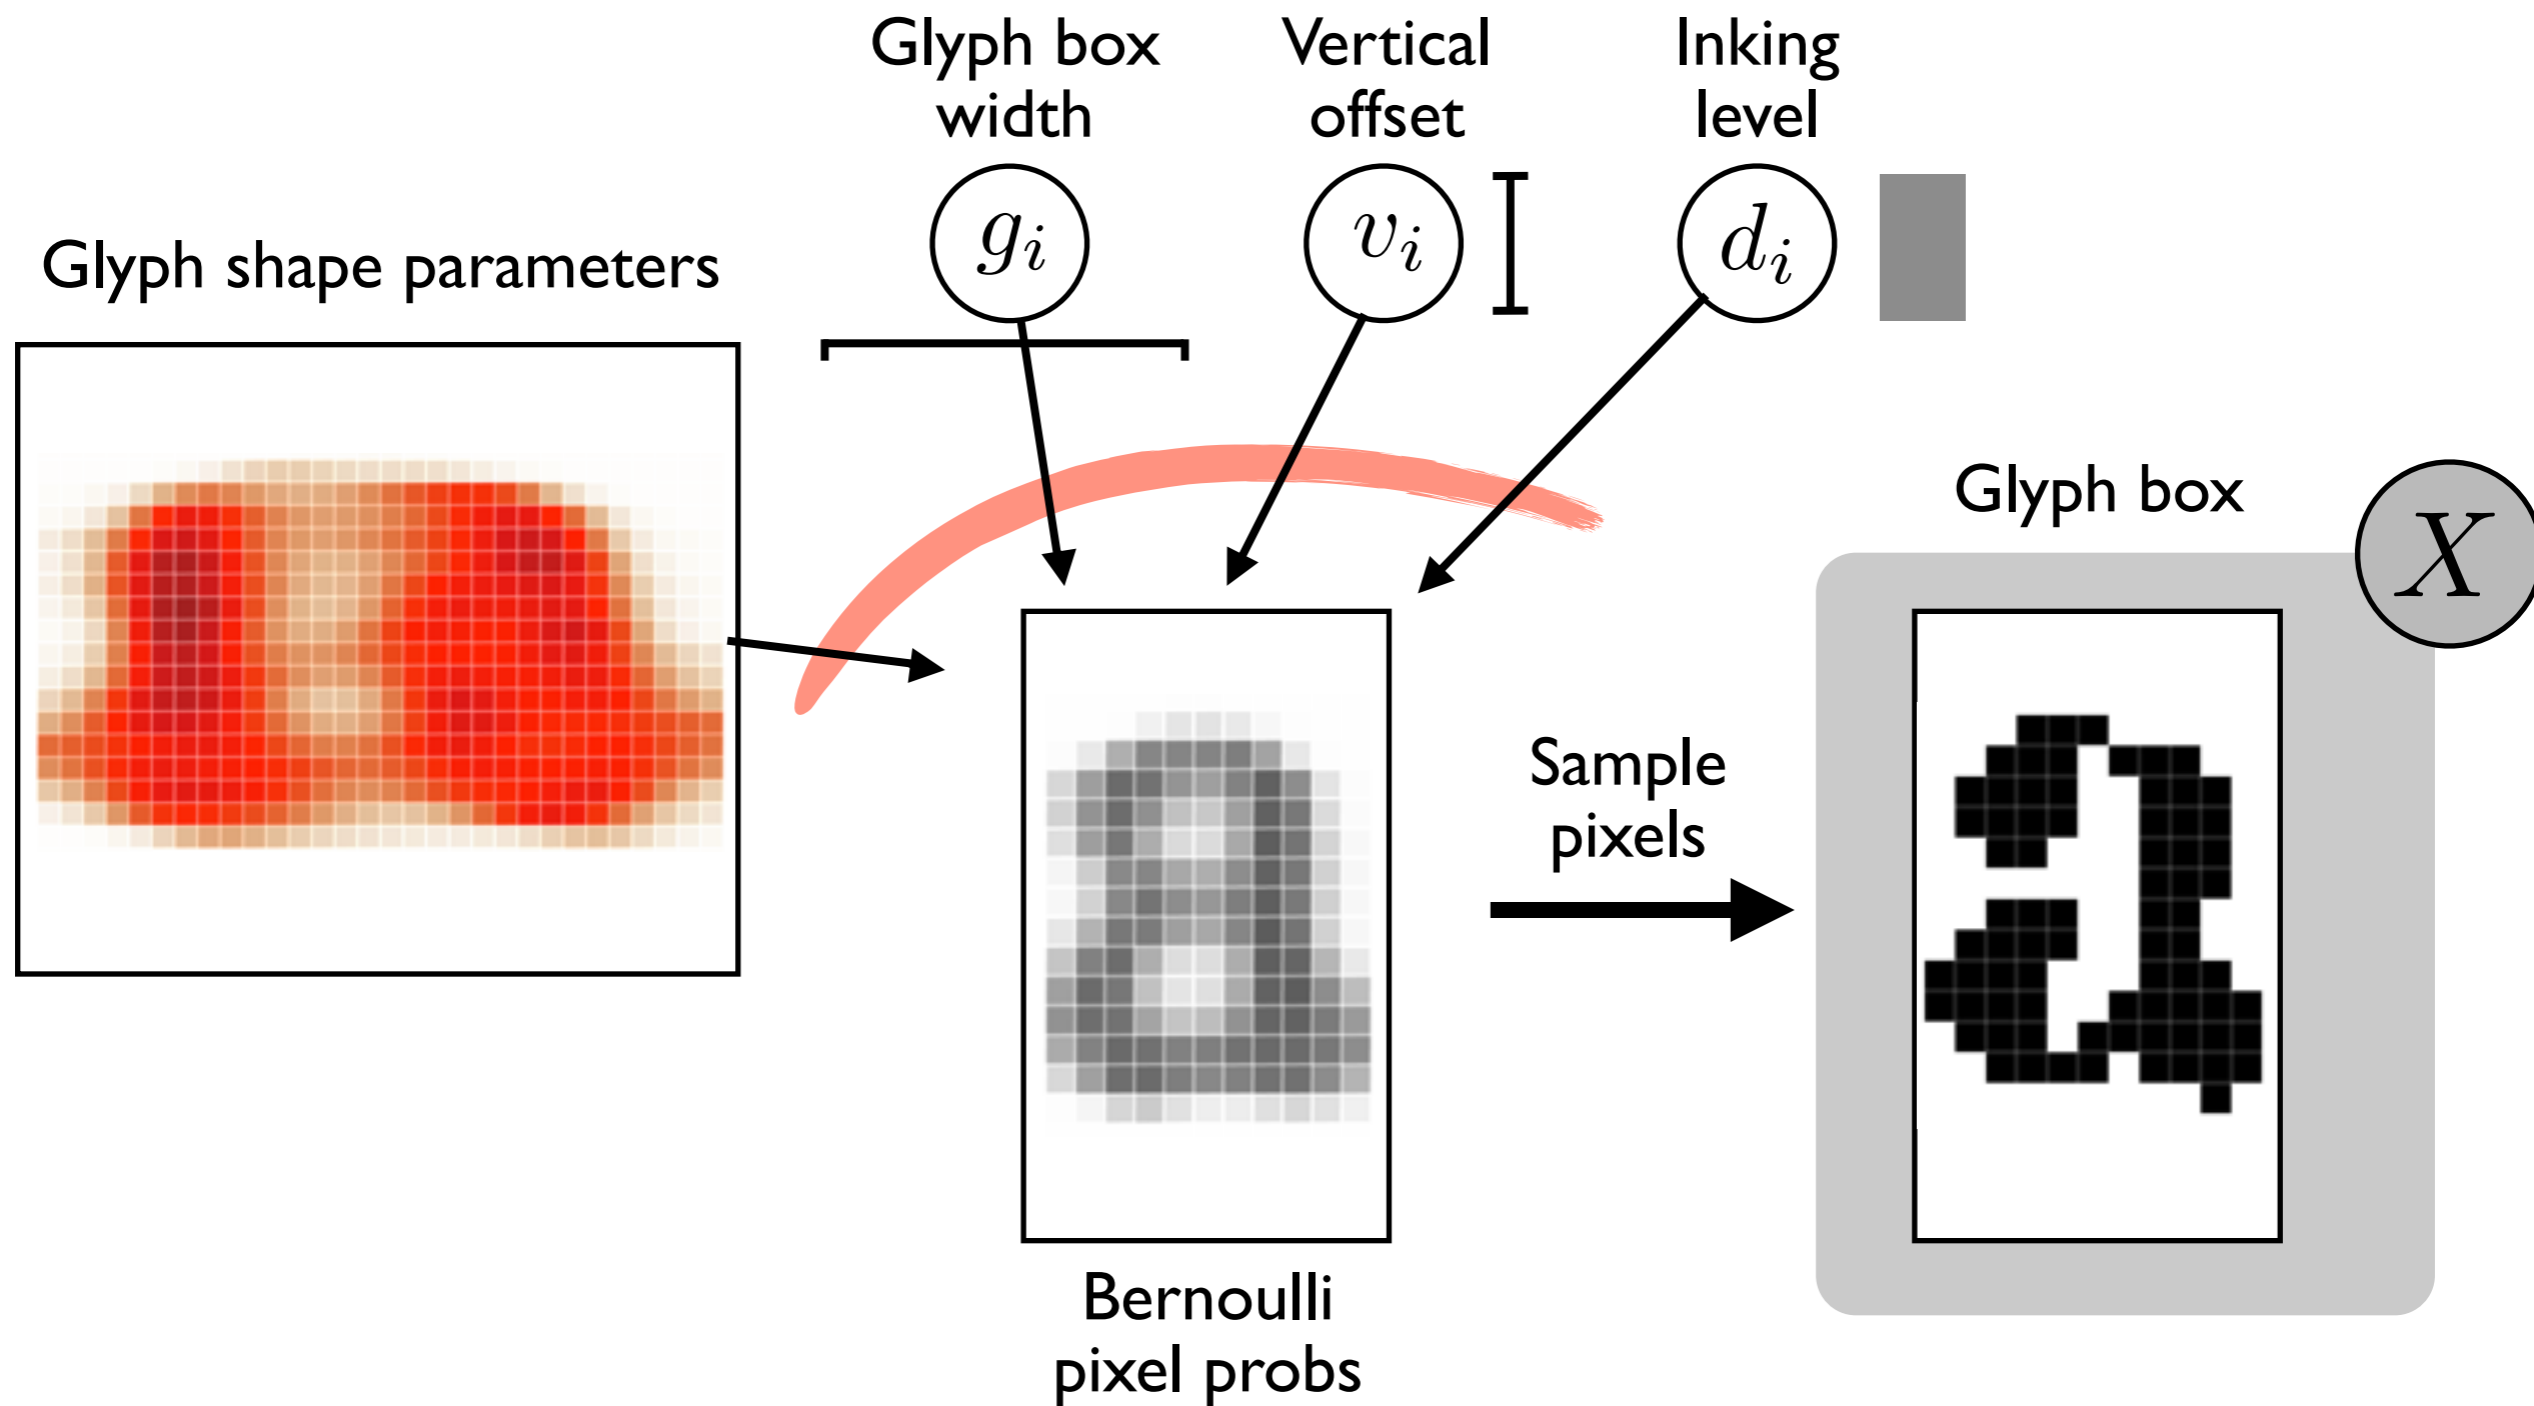 Glyph box
width
Vertical
offset
Inking
level
g_i
v_i
d_i
Glyph shape parameters
Glyph box
X
Sample
pixels
Bernoulli
pixel probs